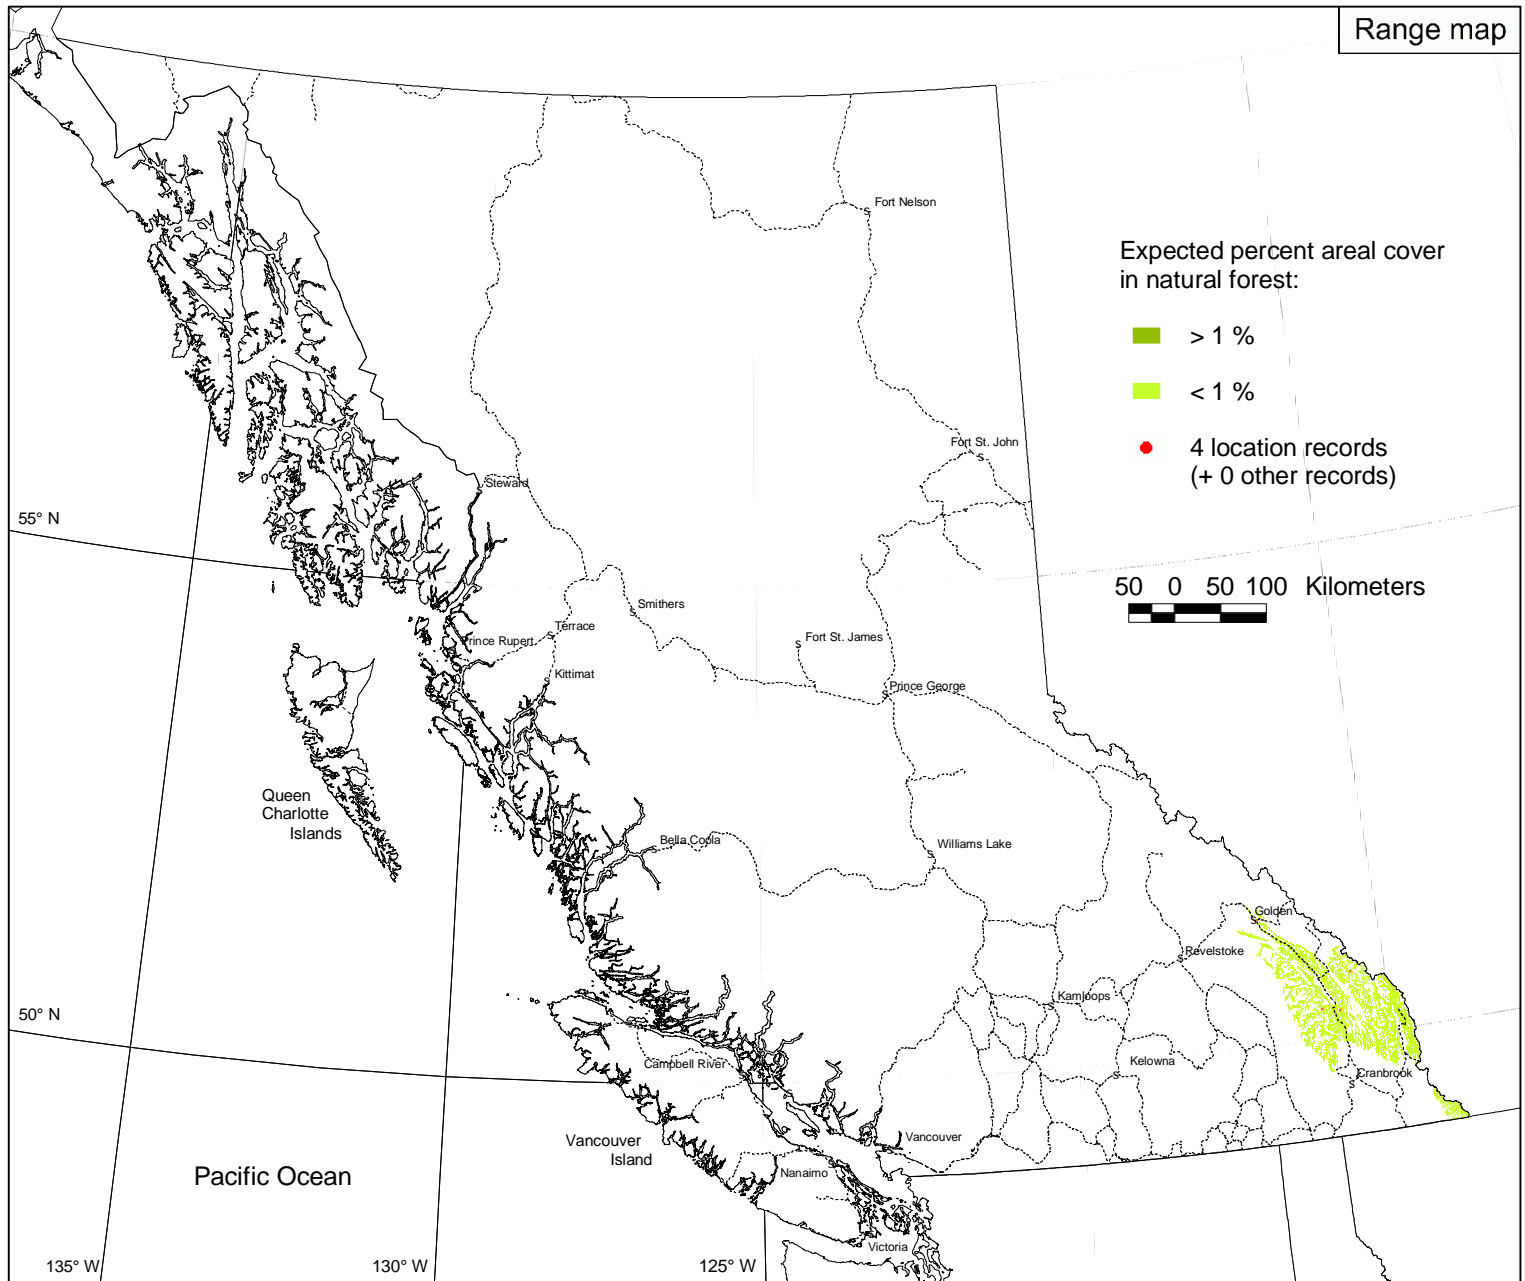 Range map
Fort Nelson
Expected percent areal cover
in natural forest:
> 1 %
< 1 %
Fort St. John
4 location records
(+ 0 other records)
Steward
55° N
50 0 50 100 Kilometers
Smithers
Terrace
Prince Rupert
Fort St. James
Kittimat
Prince George
Queen
Charlotte
Islands
Bella Coola
Williams Lake
Golden
Revelstoke
Kamloops
50° N
Campbell River
Kelowna
Cranbrook
Vancouver
Vancouver
Island
Nanaimo
Pacific Ocean
Victoria
135° W
130° W
125° W